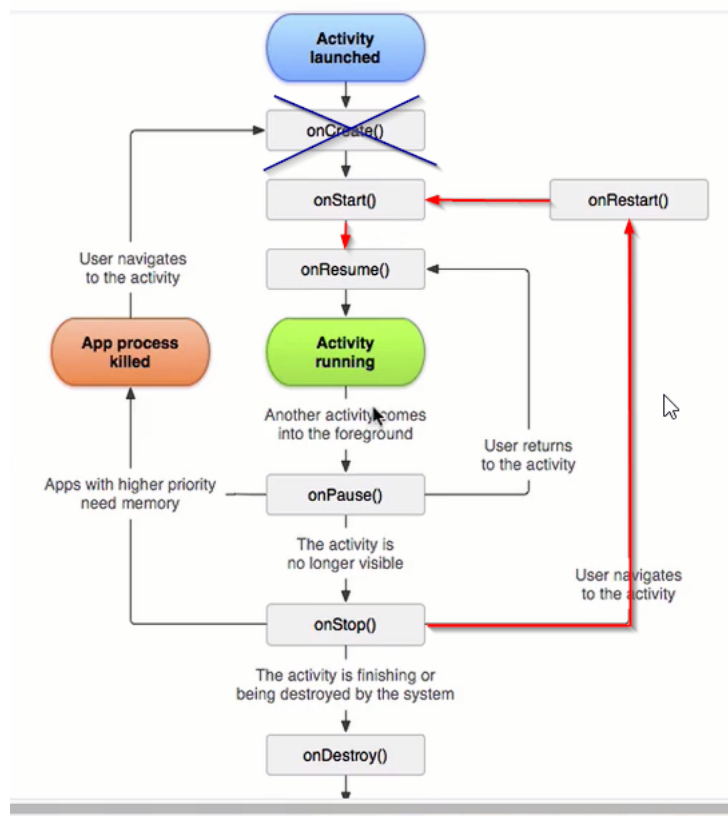 Activity
launched
onCreate()
onStart()
onRestart()
onResume()
User navigates
to the activity
App process
killed
Activity
running
Another activity comes
into the foreground
User returns
to the activity
Apps with higher priority
need memory
onPause()
The activity is
no longer visible
User navigates
to the activity
onStop()
The activity is finishing or
being destroyed by the system
onDestroy()